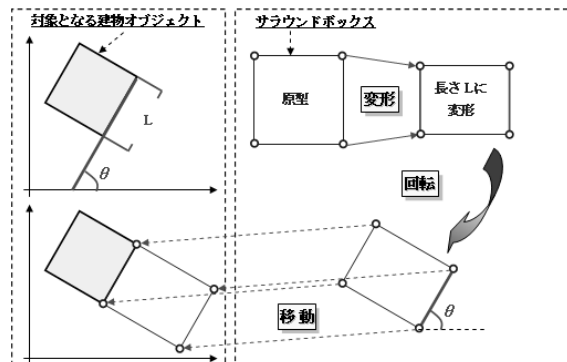 対象となる建物オブジェクト
サラウンドボックス
L
θ
原型
変形
長さ Lに
変形
回転
移動
θ